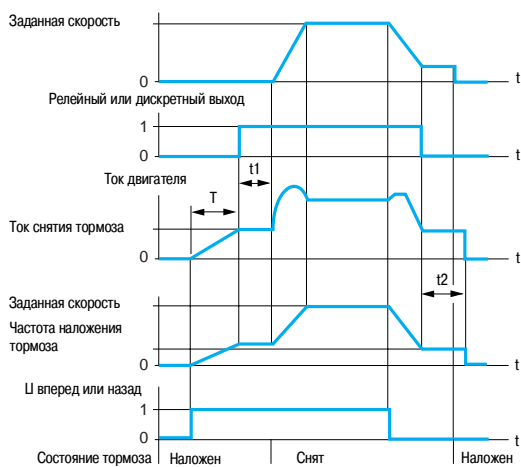 Заданная скорость
0
t
Релейный или дискретный выход
1
0
t
Ток двигателя
t1
T
Ток снятия тормоза
0
t
t2
Заданная скорость
Частота наложения
тормоза
0
t
U вперед или назад
1
0
t
Состояние тормоза
Наложен
Снят
Наложен